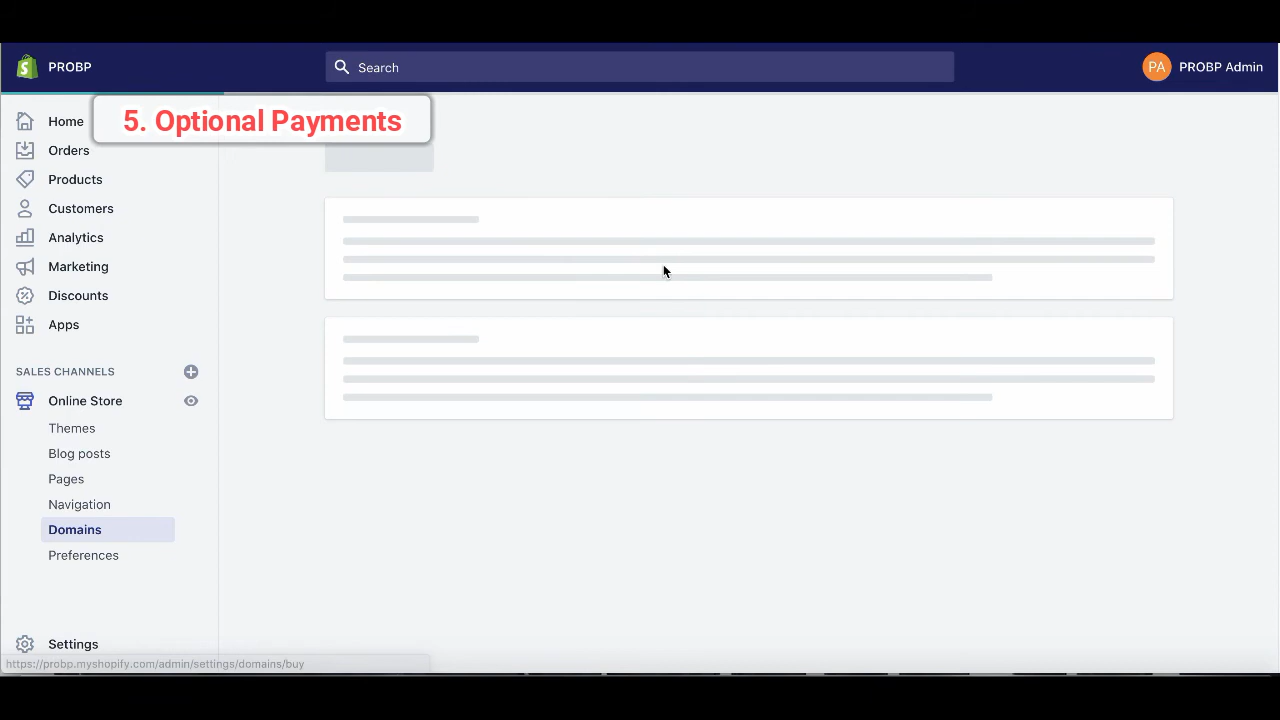 PROBP
Search
PA
PROBP Admin
5. Optional Payments
Home
Orders
Products
Customers
Analytics
Marketing
Discounts
Apps
SALES CHANNELS
Online Store
Themes
Blog posts
Pages
Navigation
Domains
Preferences
Settings
https://probp.myshopify.com/admin/settings/domains/buy